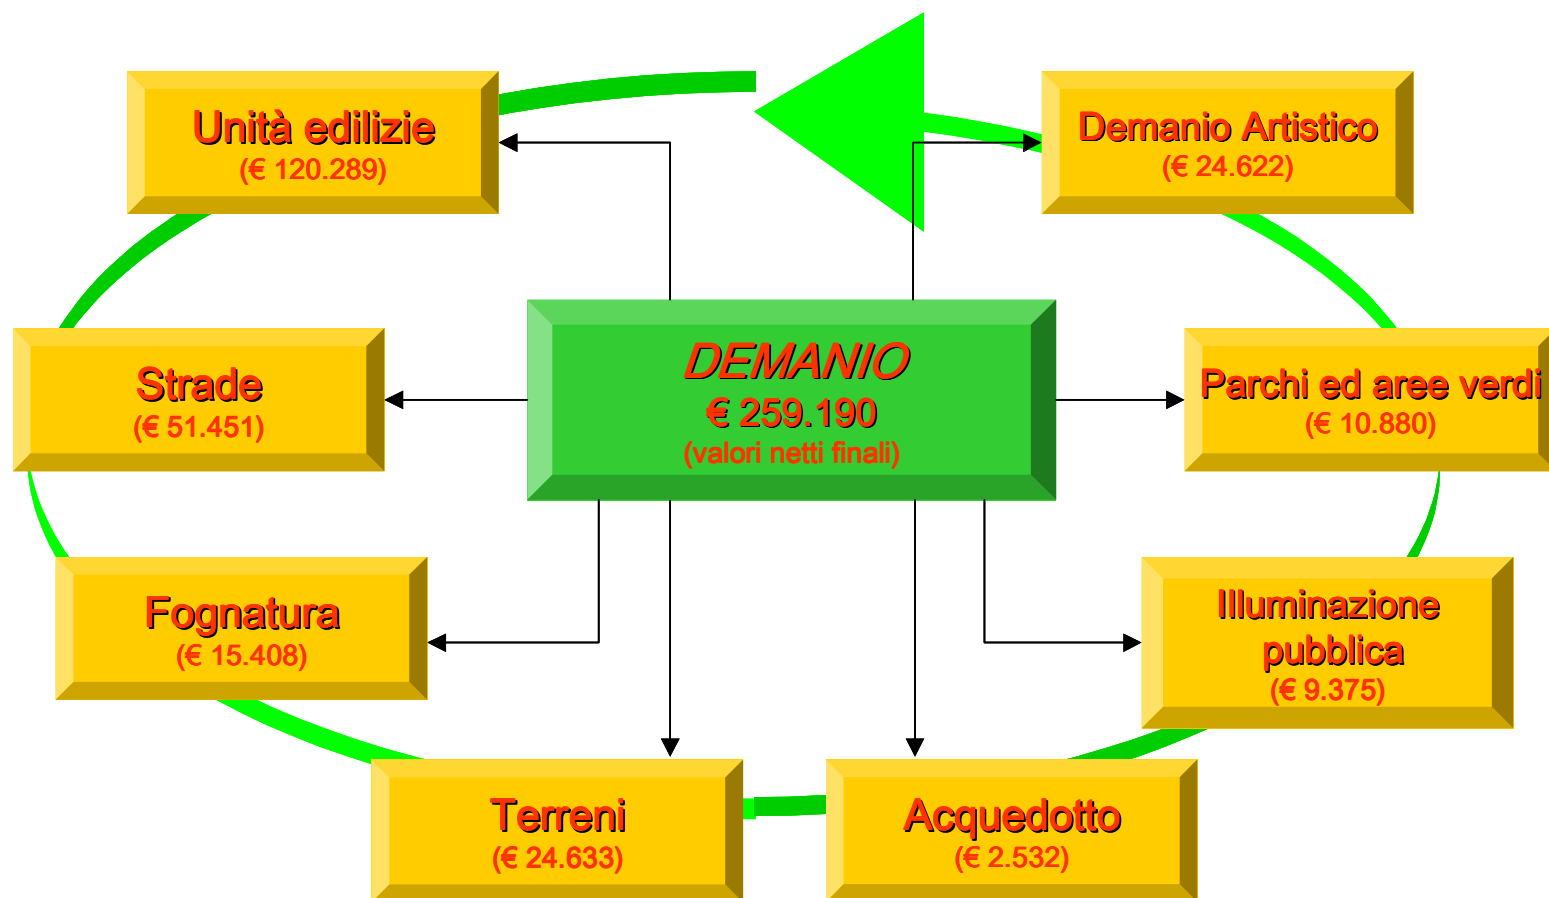 Unità edilizie
(€ 120.289)
Demanio Artistico
(€ 24.622)
DEMANIO
€ 259.190
(valori netti finali)
Strade
(€ 51.451)
Parchi ed aree verdi
(€ 10.880)
Fognatura
(€ 15.408)
Illuminazione
pubblica
(€ 9.375)
Terreni
(€ 24.633)
Acquedotto
(€ 2.532)